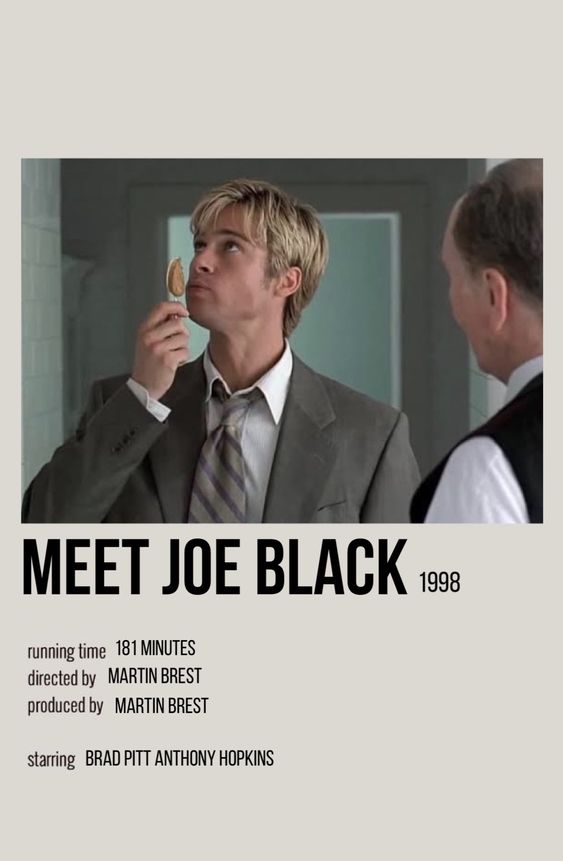 MEET JOE BLACK 1998
running time 181 MINUTES
directed by MARTIN BREST
produced by MARTIN BREST
starring BRAD PITT ANTHONY HOPKINS